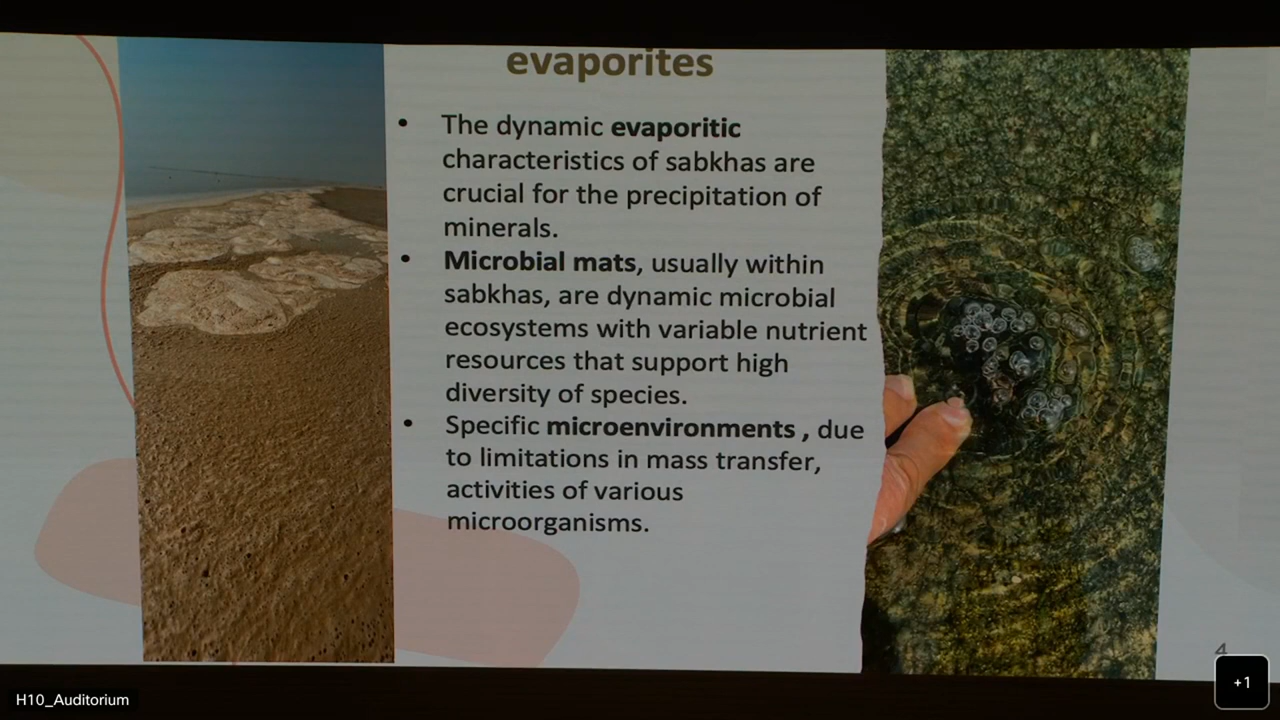 evaporites
• The dynamic evaporitic
characteristics of sabkhas are
crucial for the precipitation of
minerals.
• Microbial mats, usually within
sabkhas, are dynamic microbial
ecosystems with variable nutrient
resources that support high
diversity of species.
• Specific microenvironments , due
to limitations in mass transfer,
activities of various
microorganisms.
4
+1
H10_Auditorium